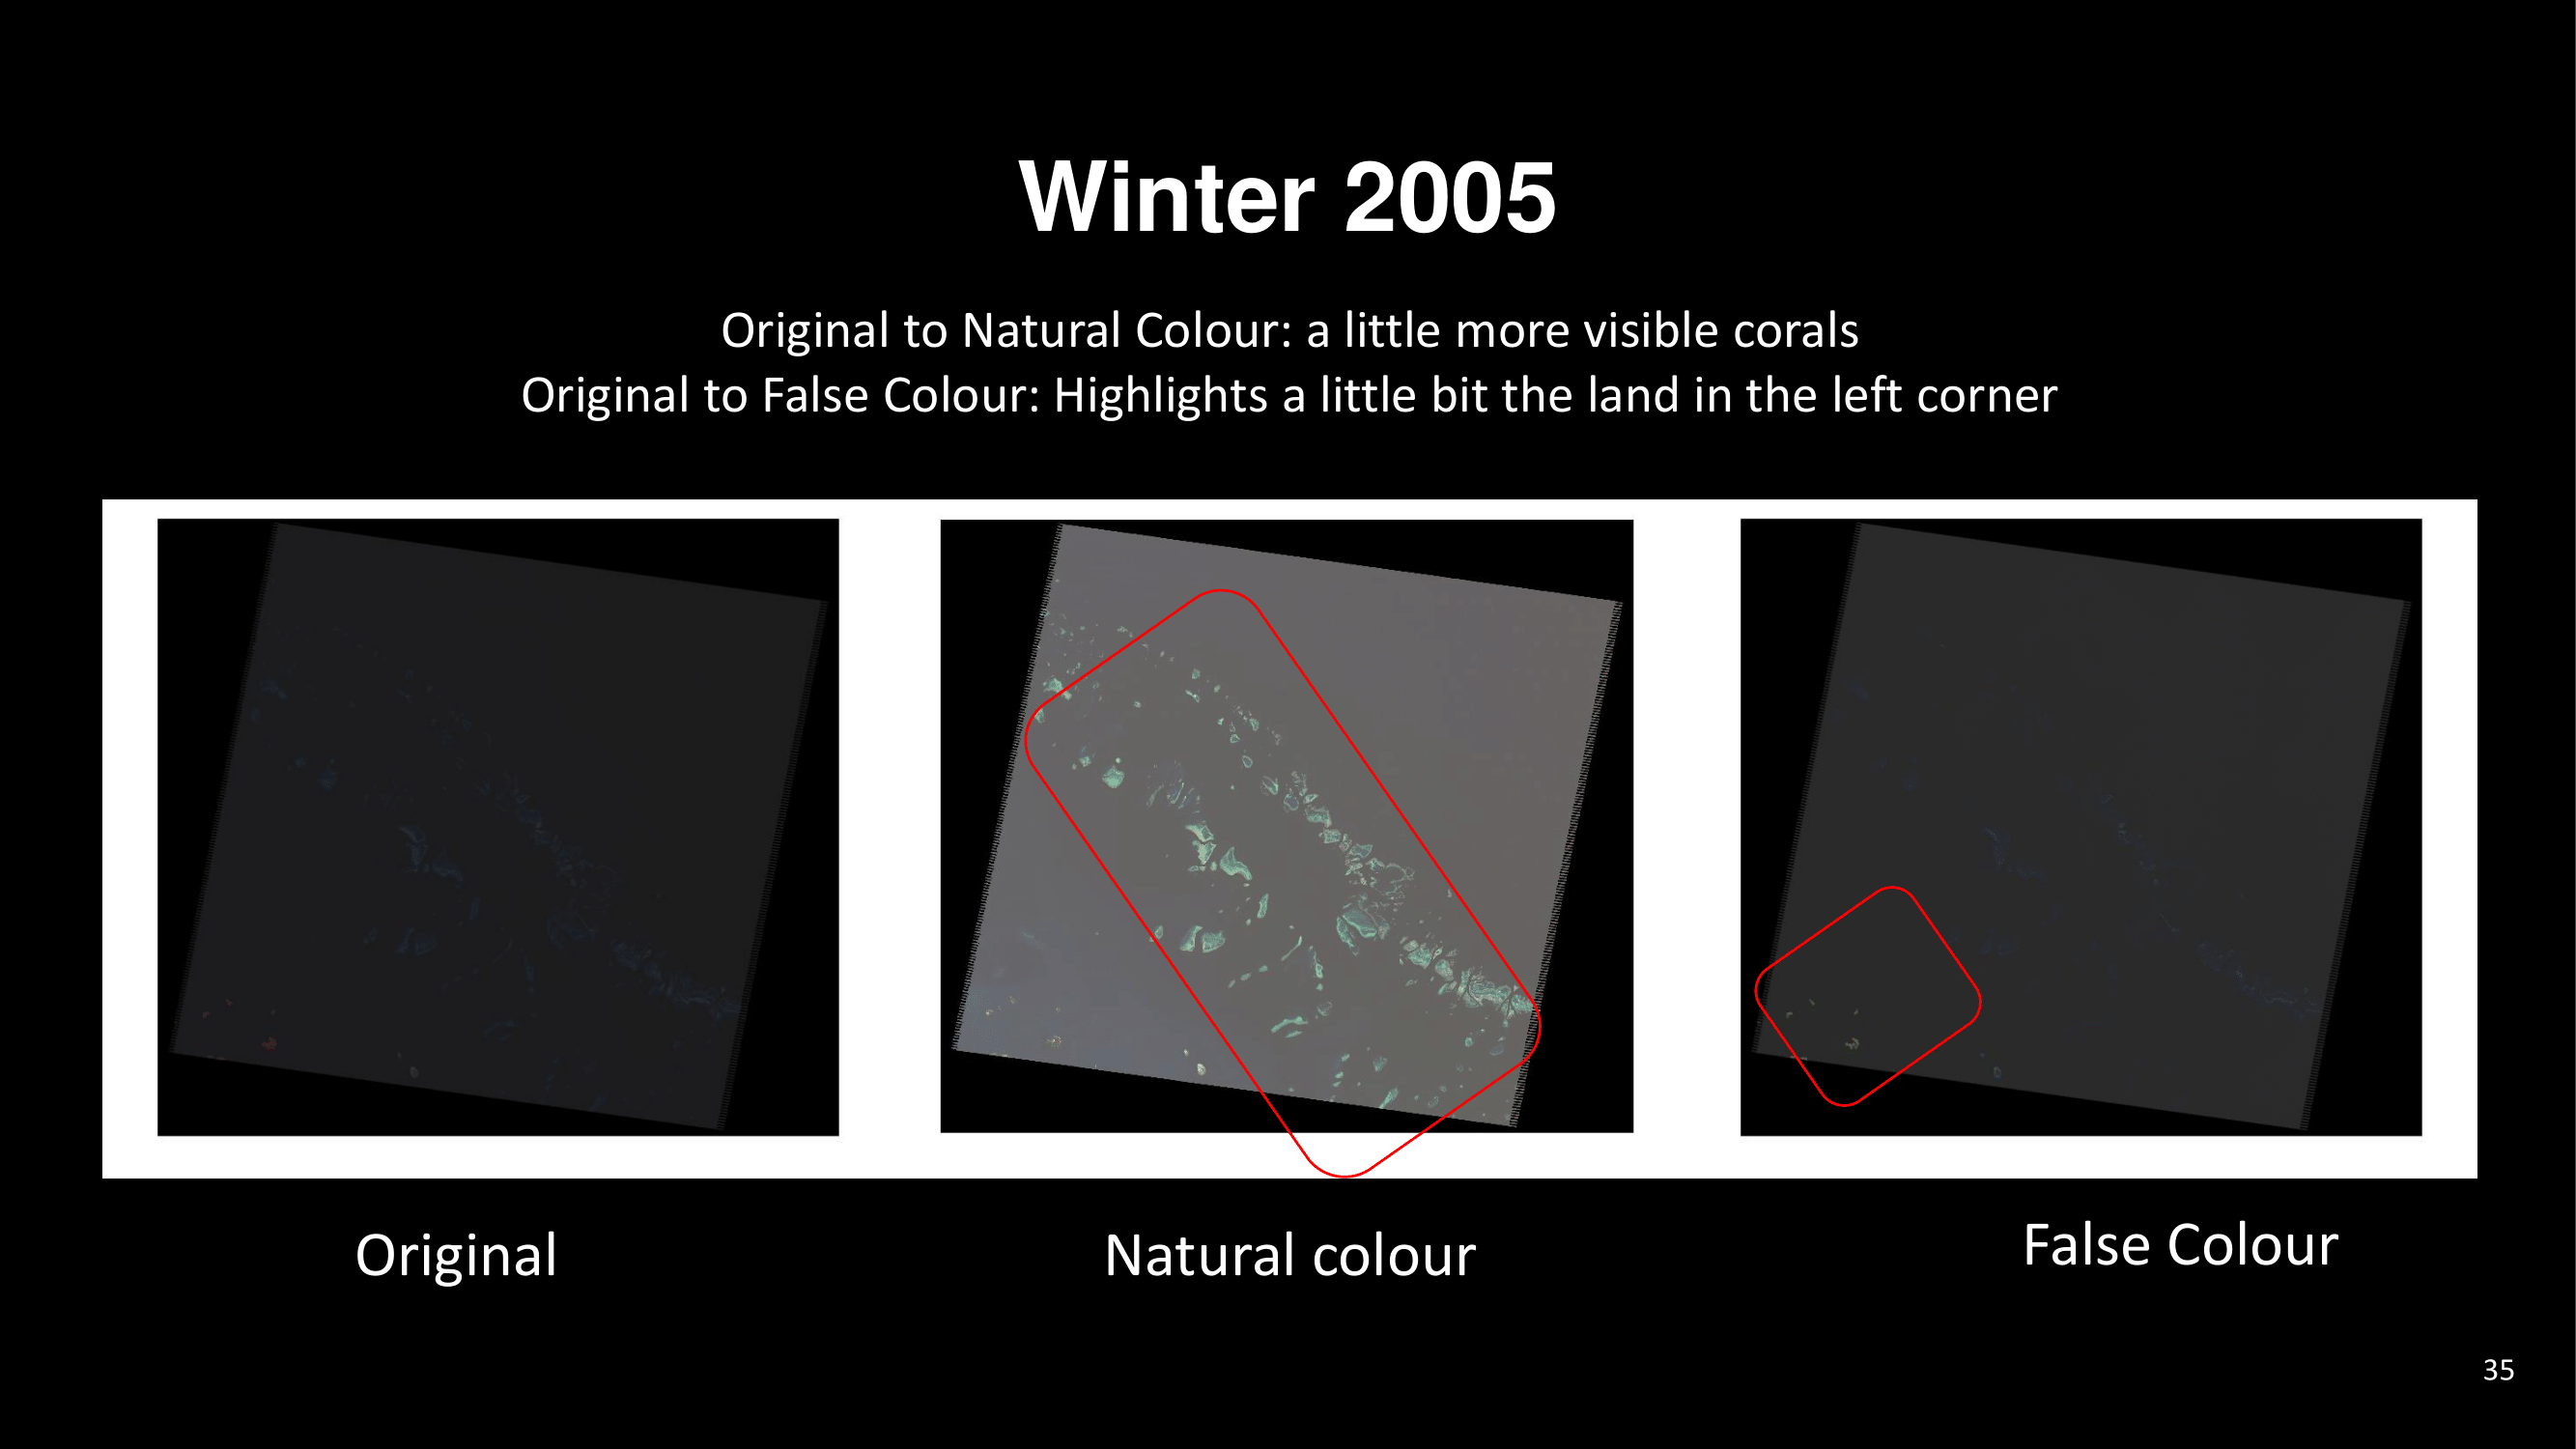 Winter 2005
Original to Natural Colour: a little more visible corals
Original to False Colour: Highlights a little bit the land in the left corner
Original
Natural colour
False Colour
35